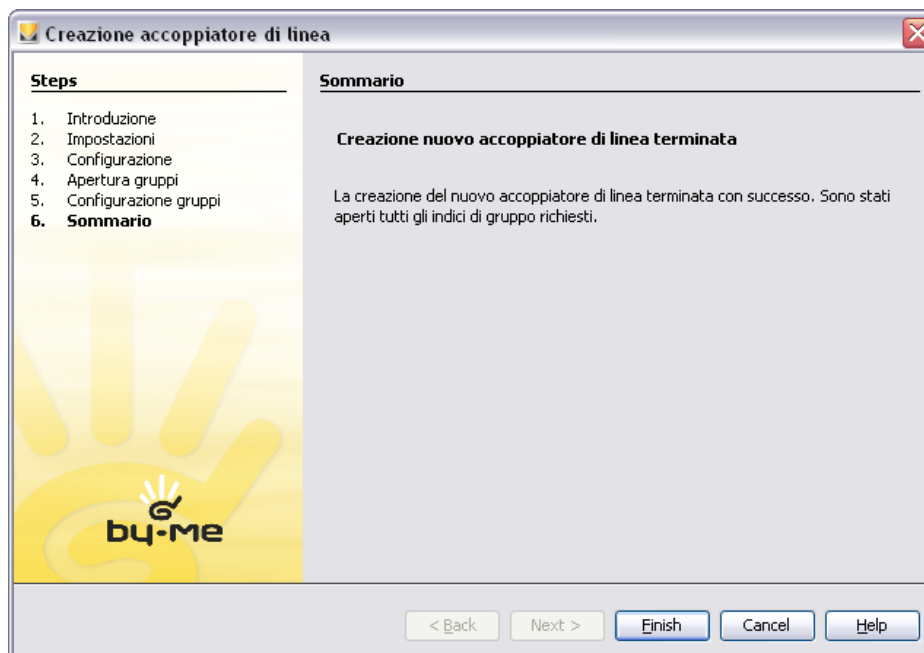 Creazione accoppiatore di linea
Steps
1. Introduzione
2. Impostazioni
3. Configurazione
4. Apertura gruppi
5. Configurazione gruppi
6. Sommario
by-me
Sommario
Creazione nuovo accoppiatore di linea terminata
La creazione del nuovo accoppiatore di linea terminata con successo. Sono stati
aperti tutti gli indici di gruppo richiesti.
< Back Next > Finish Cancel Help